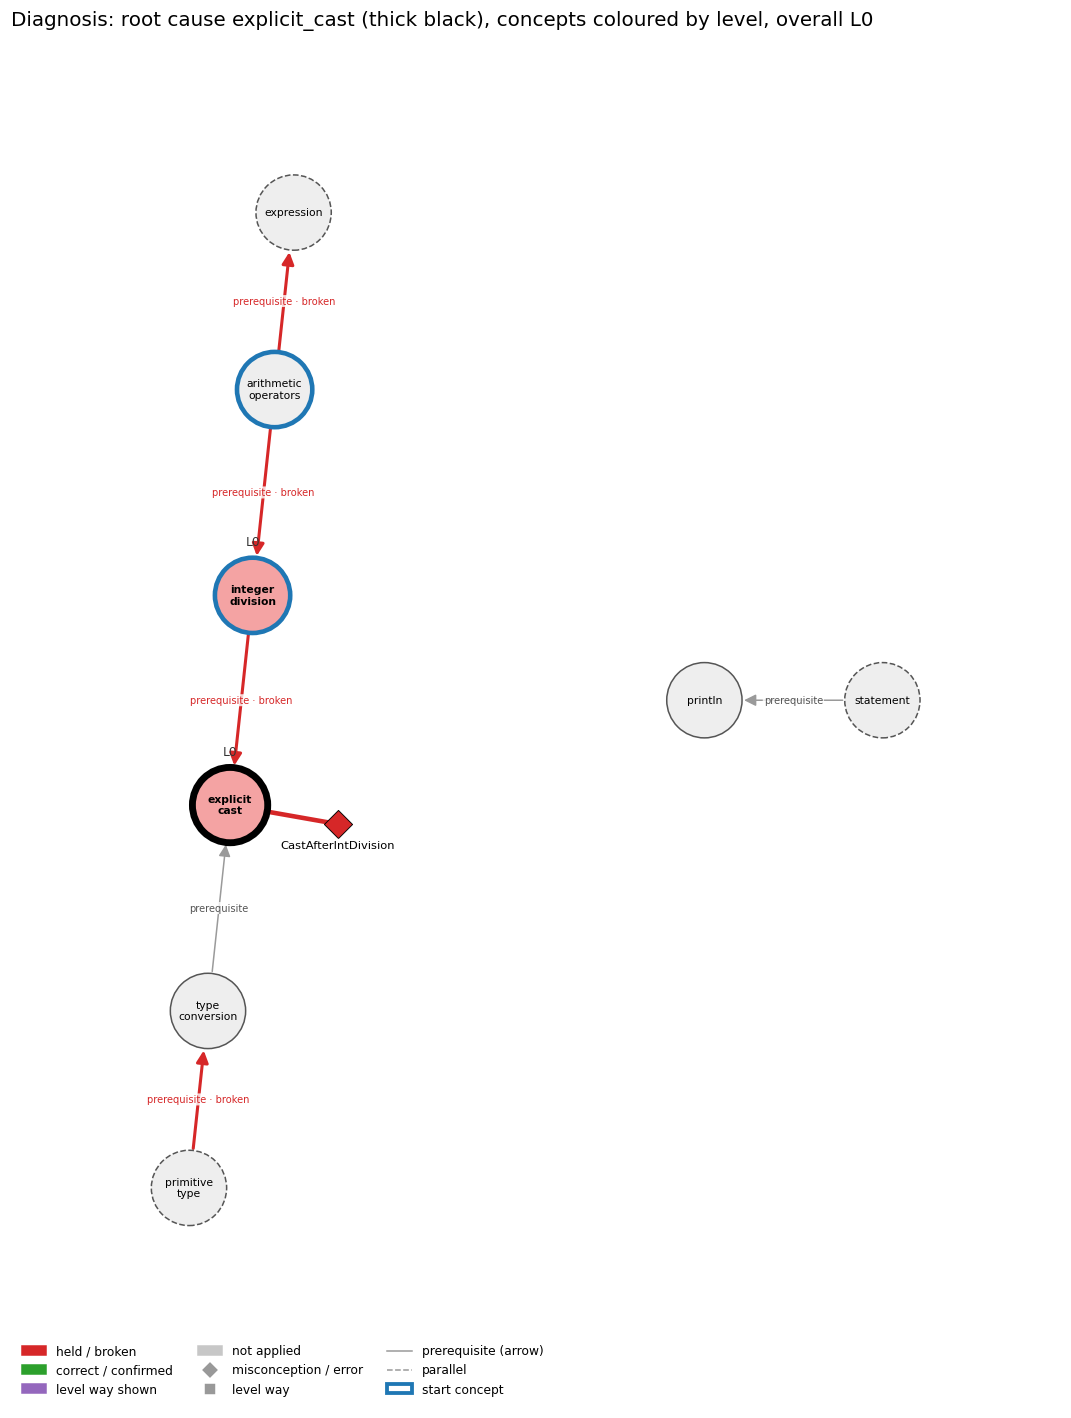 Diagnosis: root cause explicit_cast (thick black), concepts coloured by level, overall L0
expression
prerequisite · broken
arithmetic
operators
prerequisite · broken
L0
integer
division
prerequisite · broken
println
prerequisite
statement
L0
explicit
cast
CastAfterIntDivision
prerequisite
type
conversion
prerequisite · broken
primitive
type
held / broken
correct / confirmed
level way shown
not applied
misconception / error
level way
prerequisite (arrow)
parallel
start concept